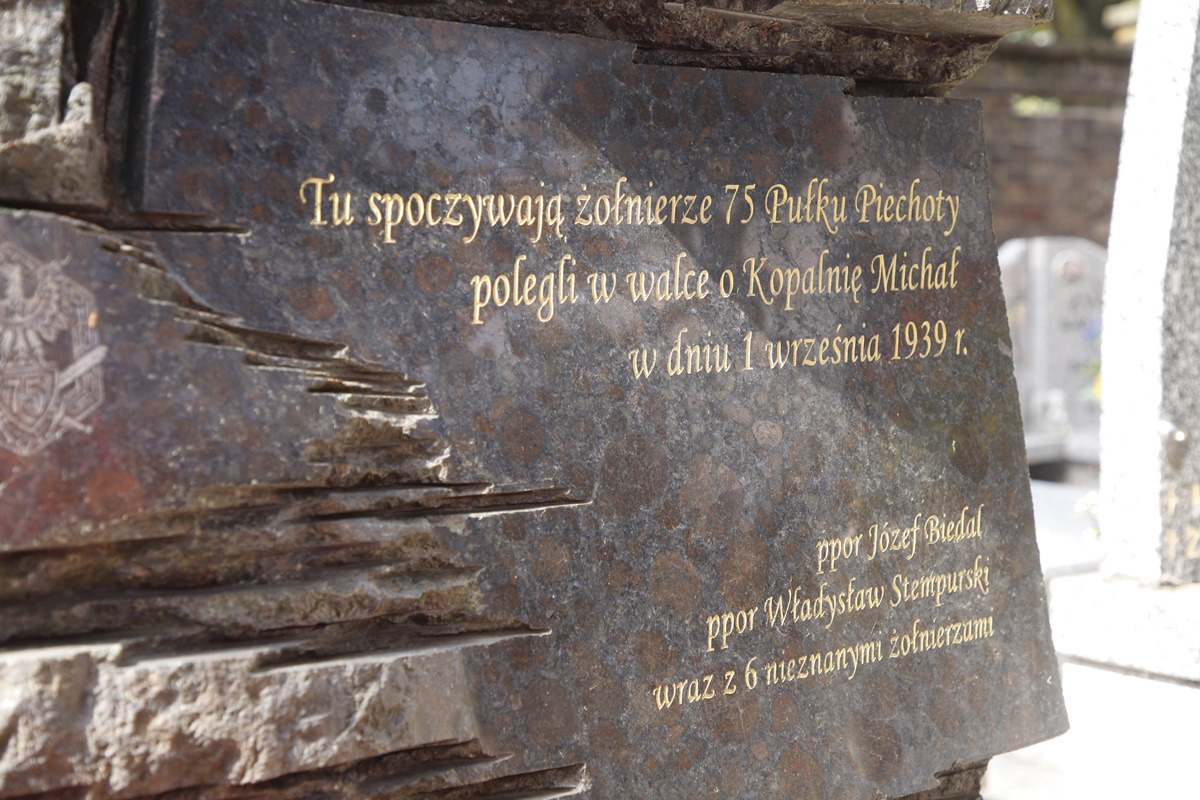 Tu spoczywają żołnierze 75 Pułku Piechoty
polegli w walce o Kopalnię Michał
w dniu 1 września 1939 r.
75
ppor Józef Biedal
ppor Władysław Stempurski
wraz z 6 nieznanymi żołnierzami